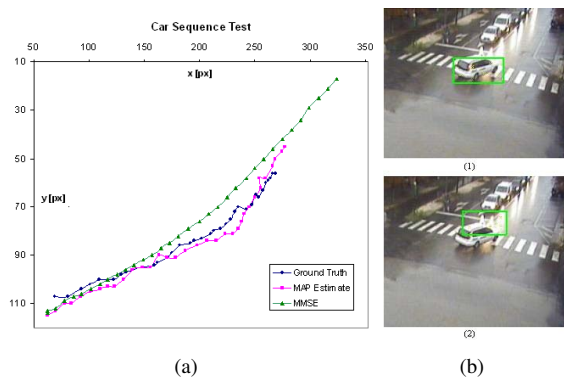 Car Sequence Test
50 100 150 200 250 300 350
x [px]
10
30
50
70
90
110
y [px]
Ground Truth
MAP Estimate
MMSE
(1)
(2)
(a)
(b)